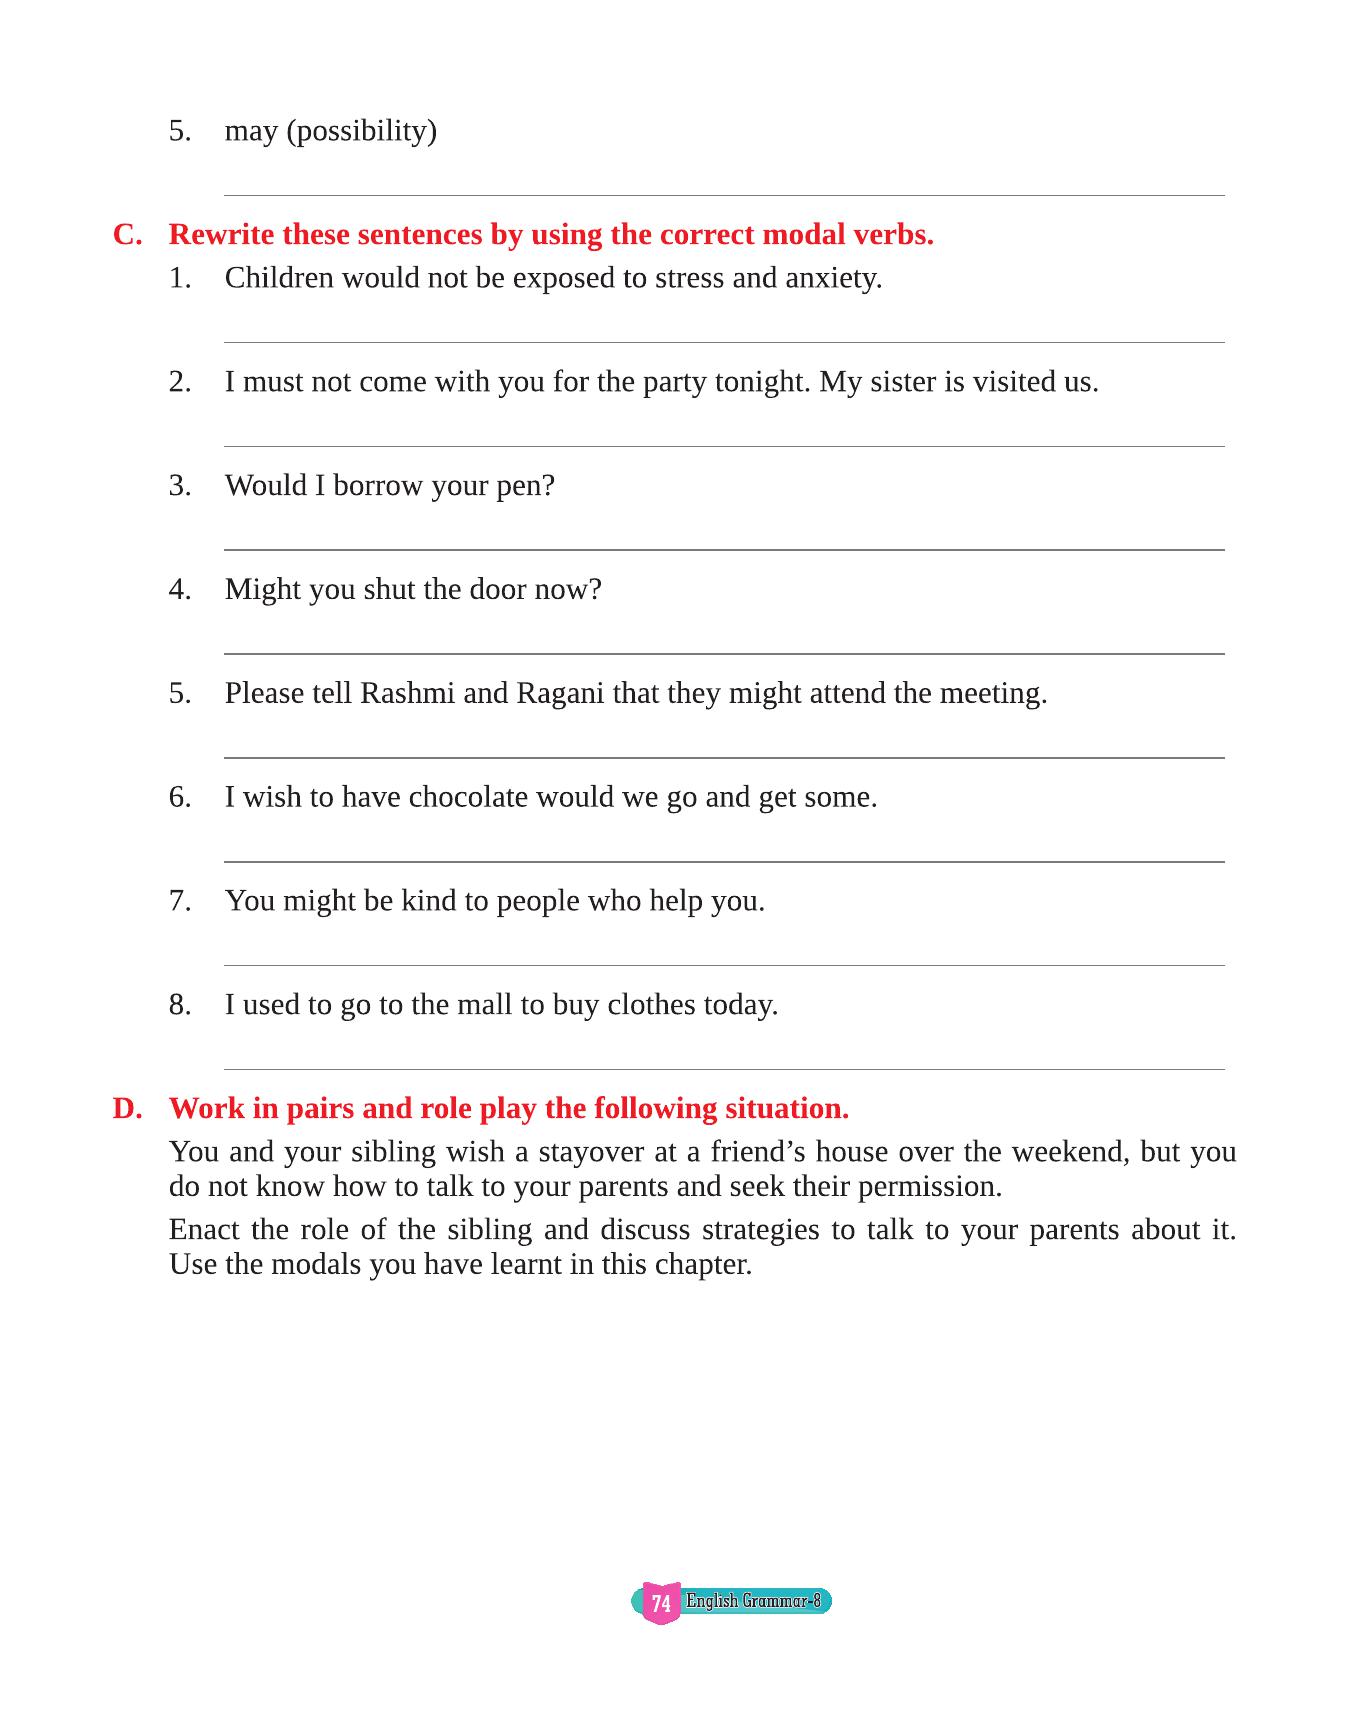 5. may (possibility)
C. Rewrite these sentences by using the correct modal verbs.
1. Children would not be exposed to stress and anxiety.
2. I must not come with you for the party tonight. My sister is visited us.
3. Would I borrow your pen?
4. Might you shut the door now?
5. Please tell Rashmi and Ragani that they might attend the meeting.
6. I wish to have chocolate would we go and get some.
7. You might be kind to people who help you.
8. I used to go to the mall to buy clothes today.
D. Work in pairs and role play the following situation.
You and your sibling wish a stayover at a friend’s house over the weekend, but you
do not know how to talk to your parents and seek their permission.
Enact the role of the sibling and discuss strategies to talk to your parents about it.
Use the modals you have learnt in this chapter.
74 English Grammar-8